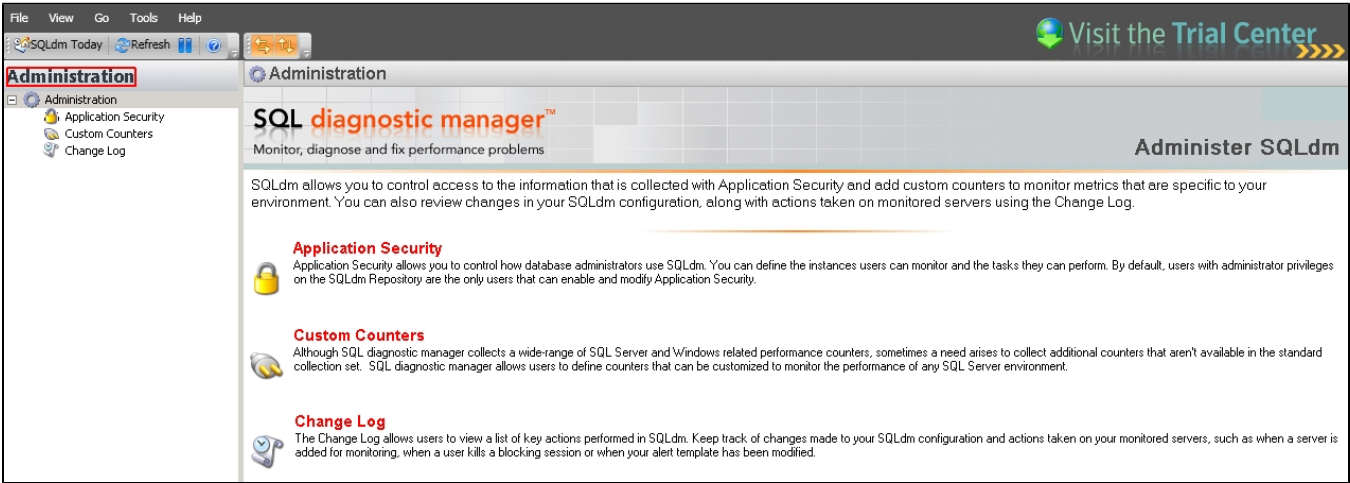 File View Go Tools Help
SQLdm Today Refresh
Visit the Trial Center
Administration
Administration
Application Security
Custom Counters
Change Log
Administration
SQL diagnostic manager™
Monitor, diagnose and fix performance problems
Administer SQLdm
SQLdm allows you to control access to the information that is collected with Application Security and add custom counters to monitor metrics that are specific to your
environment. You can also review changes in your SQLdm configuration, along with actions taken on monitored servers using the Change Log.
Application Security
Application Security allows you to control how database administrators use SQLdm. You can define the instances users can monitor and the tasks they can perform. By default, users with administrator privileges
on the SQLdm Repository are the only users that can enable and modify Application Security.
Custom Counters
Although SQL diagnostic manager collects a wide-range of SQL Server and Windows related performance counters, sometimes a need arises to collect additional counters that aren't available in the standard
collection set. SQL diagnostic manager allows users to define counters that can be customized to monitor the performance of any SQL Server environment.
Change Log
The Change Log allows users to view a list of key actions performed in SQLdm. Keep track of changes made to your SQLdm configuration and actions taken on your monitored servers, such as when a server is
added for monitoring, when a user kills a blocking session or when your alert template has been modified.